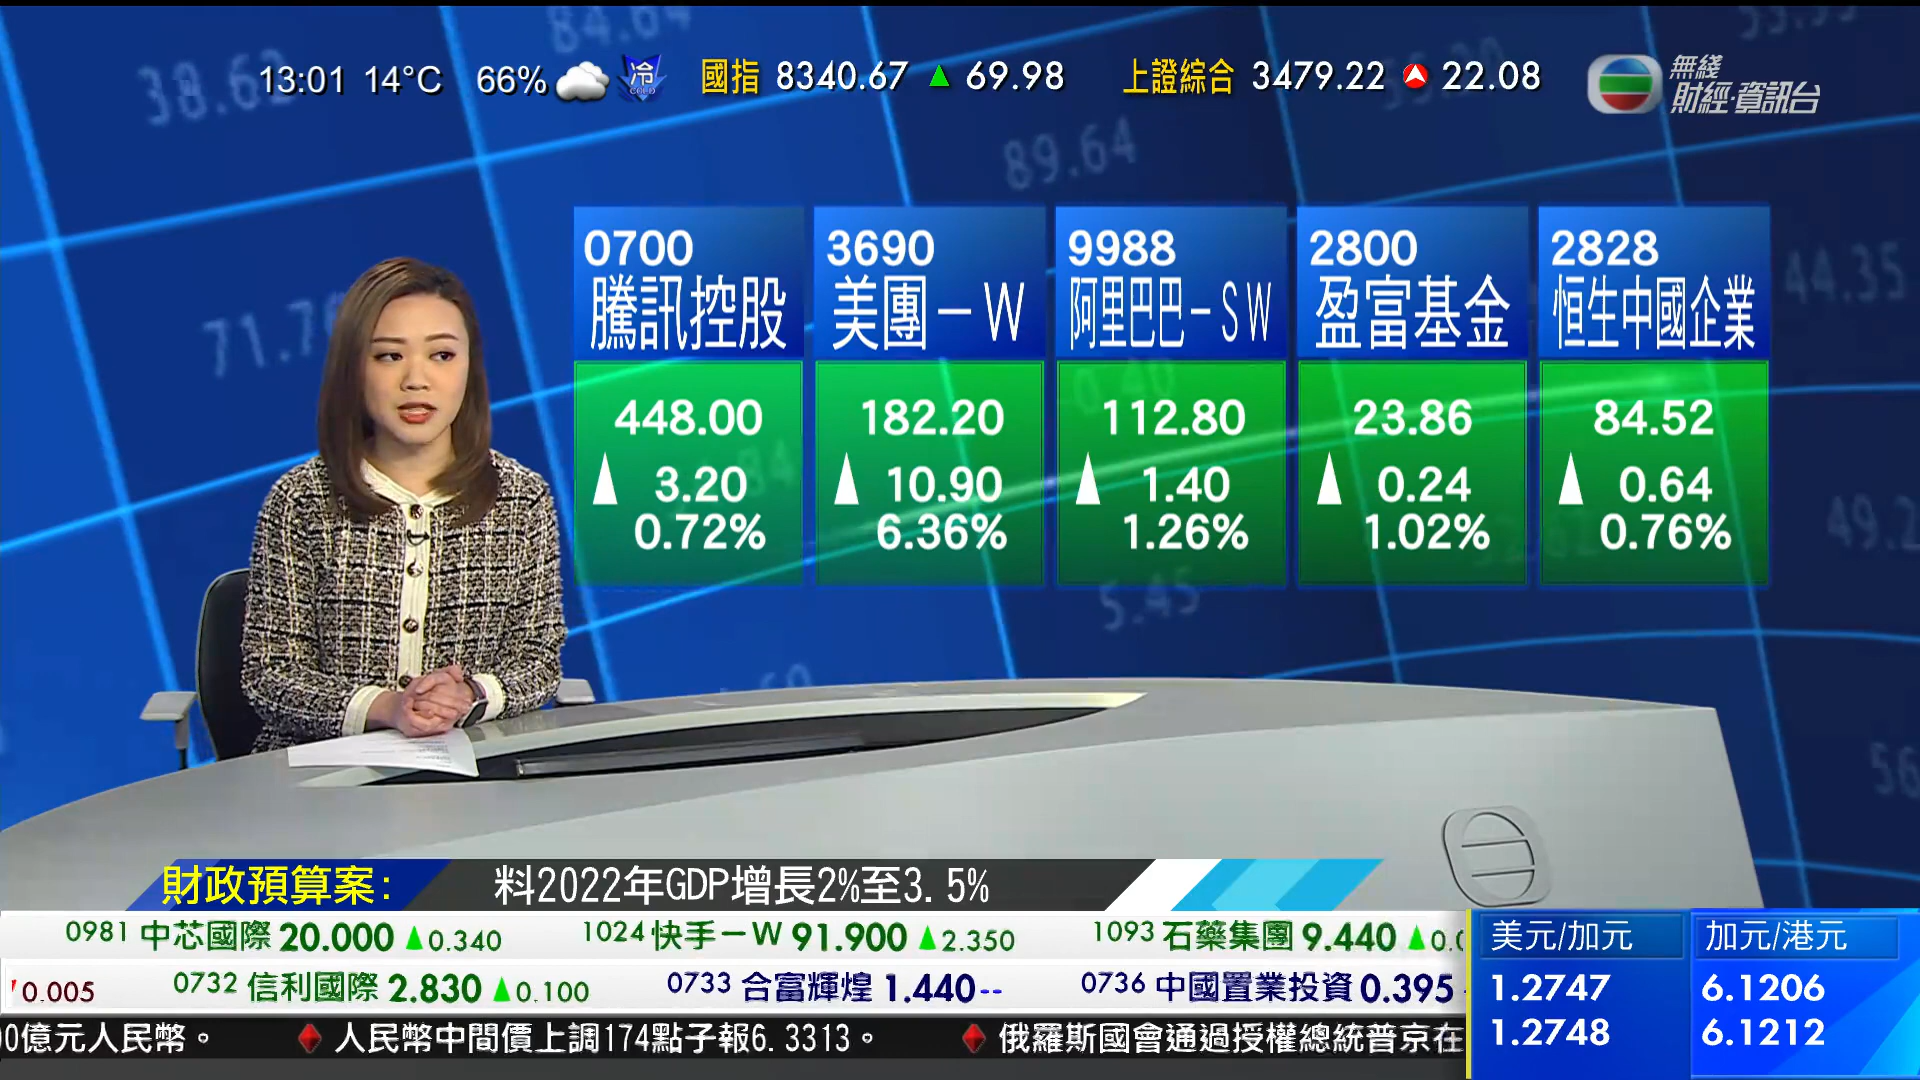 13:01 14°C 66% 冷 COLD 國指 8340.67 ▲ 69.98 上證綜合 3479.22 22.08
無綫
財經·資訊台
0700
騰訊控股
448.00
3.20
0.72%
3690
美團－W
182.20
10.90
6.36%
9988
阿里巴巴－SW
112.80
1.40
1.26%
2800
盈富基金
23.86
0.24
1.02%
2828
恒生中國企業
84.52
0.64
0.76%
財政預算案: 料2022年GDP增長2%至3.5%
0981 中芯國際 20.000 ▲0.340 1024 快手－W 91.900 ▲2.350 1093 石藥集團 9.440 ▲0.0
0.005 0732 信利國際 2.830 ▲0.100 0733 合富輝煌 1.440-- 0736 中國置業投資 0.395
0億元人民幣。 ♦ 人民幣中間價上調174點子報6.3313。 ♦ 俄羅斯國會通過授權總統普京在
美元/加元
1.2747
1.2748
加元/港元
6.1206
6.1212